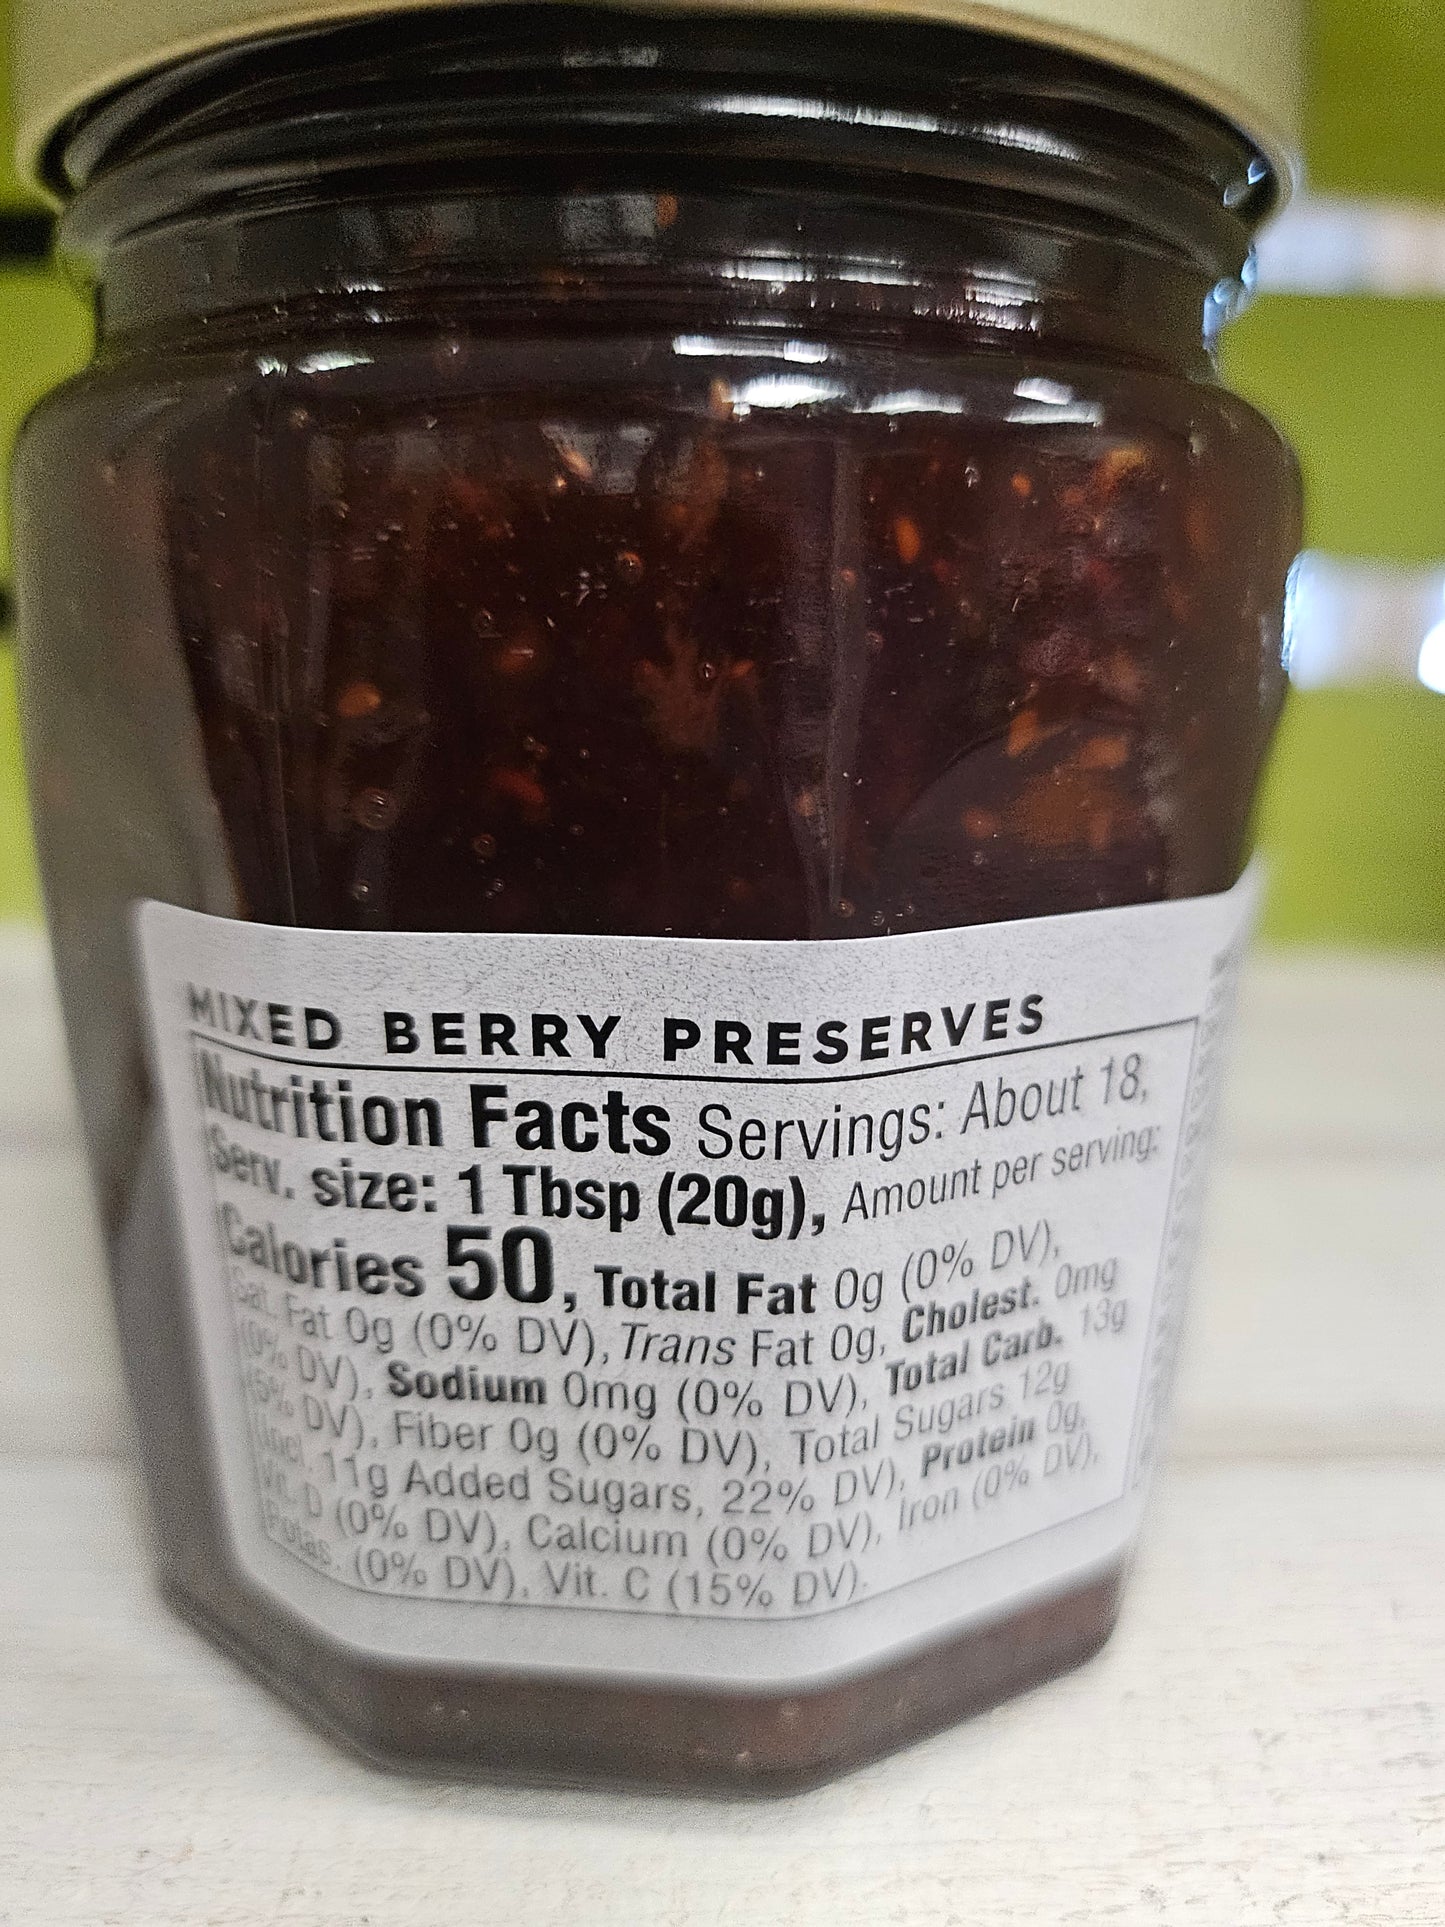 MIXED BERRY PRESERVES
Nutrition Facts Servings: About 18,
Serv. size: 1 Tbsp (20g), Amount per serving:
Calories 50, Total Fat 0g (0% DV),
Sat. Fat 0g (0% DV), Trans Fat 0g, Cholest. 0mg
(0% DV), Sodium 0mg (0% DV), Total Carb. 13g
(5% DV), Fiber 0g (0% DV), Total Sugars 12g
(Incl. 11g Added Sugars, 22% DV), Protein 0g,
Vit. D (0% DV), Calcium (0% DV), Iron (0% DV),
Potas. (0% DV), Vit. C (15% DV).